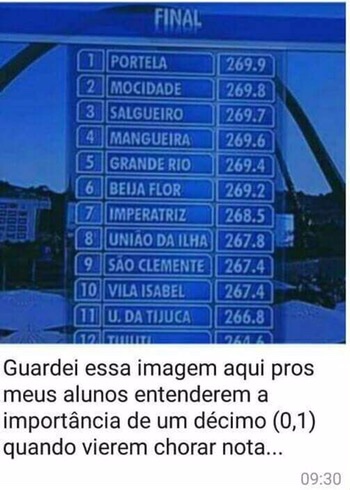 FINAL
1 PORTELA 269.9
2 MOCIDADE 269.8
3 SALGUEIRO 269.7
4 MANGUEIRA 269.6
5 GRANDE RIO 269.4
6 BEIJA FLOR 269.2
7 IMPERATRIZ 268.5
8 UNIÃO DA ILHA 267.8
9 SÃO CLEMENTE 267.4
10 VILA ISABEL 267.4
11 U. DA TIJUCA 266.8
12
Guardei essa imagem aqui pros
meus alunos entenderem a
importância de um décimo (0,1)
quando vierem chorar nota...
09:30